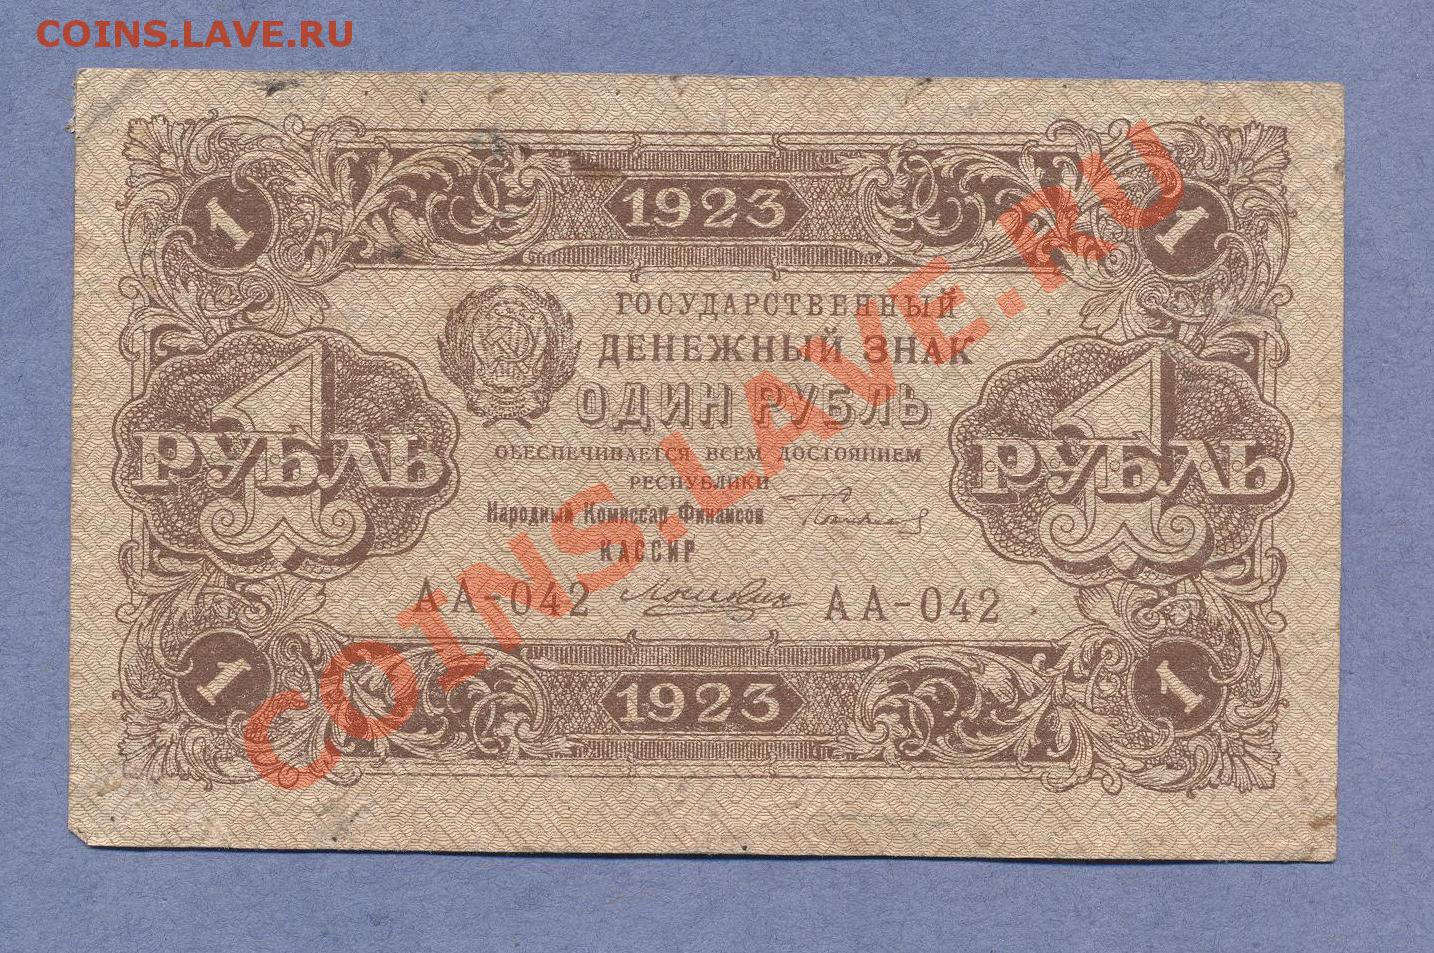 COINS.LAVE.RU
1 1923 1
ГОСУДАРСТВЕННЫЙ
ДЕНЕЖНЫЙ ЗНАК
ОДИН РУБЛЬ
1 РУБЛЬ
1 РУБЛЬ
ОБЕСПЕЧИВАЕТСЯ ВСЕМ ДОСТОЯНИЕМ
РЕСПУБЛИКИ
Народный Комиссар Финансов
КАССИР
АА-042 АА-042
1 1923 1
COINS.LAVE.RU